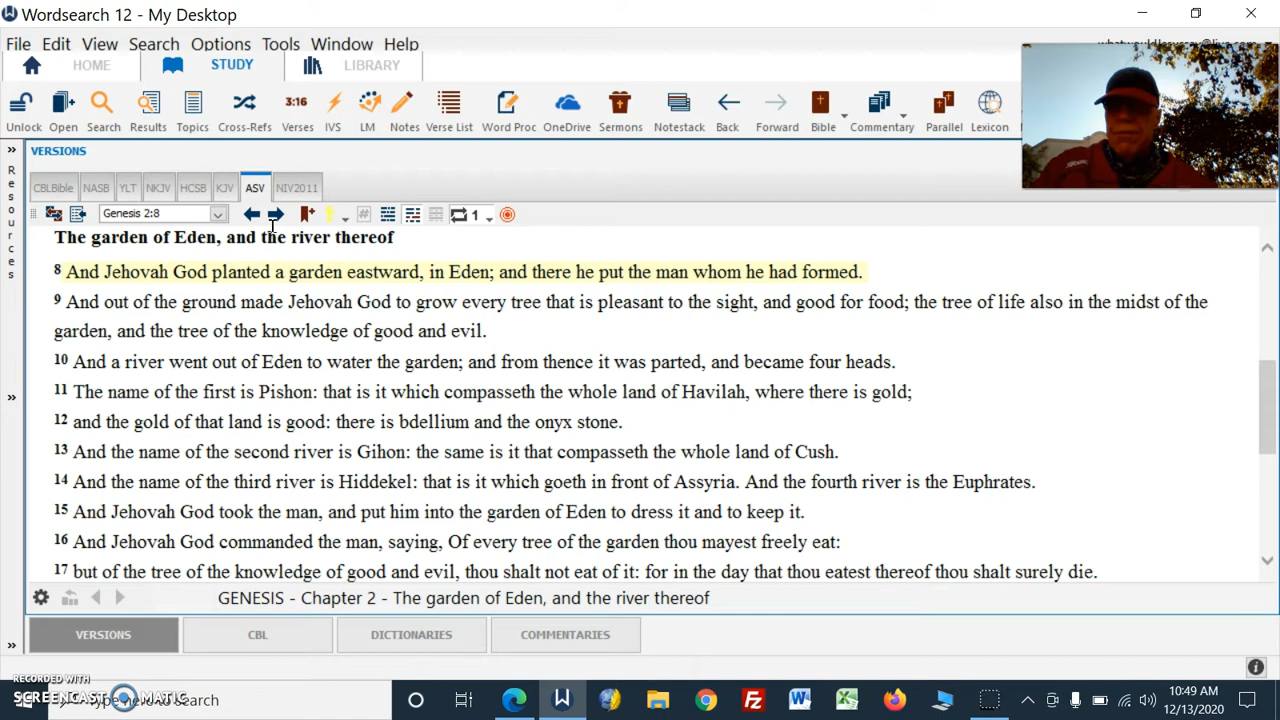 Wordsearch 12 - My Desktop
File Edit View Search Options Tools Window Help
HOME STUDY LIBRARY
3:16
Unlock Open Search Results Topics Cross-Refs Verses IVS LM Notes Verse List Word Proc OneDrive Sermons Notestack Back Forward Bible Commentary Parallel Lexicon
VERSIONS
Resources
CBLBible NASB YLT NKJV HCSB KJV ASV NIV2011
Genesis 2:8 # 1
The garden of Eden, and the river thereof
8 And Jehovah God planted a garden eastward, in Eden; and there he put the man whom he had formed.
9 And out of the ground made Jehovah God to grow every tree that is pleasant to the sight, and good for food; the tree of life also in the midst of the
garden, and the tree of the knowledge of good and evil.
10 And a river went out of Eden to water the garden; and from thence it was parted, and became four heads.
11 The name of the first is Pishon: that is it which compasseth the whole land of Havilah, where there is gold;
12 and the gold of that land is good: there is bdellium and the onyx stone.
13 And the name of the second river is Gihon: the same is it that compasseth the whole land of Cush.
14 And the name of the third river is Hiddekel: that is it which goeth in front of Assyria. And the fourth river is the Euphrates.
15 And Jehovah God took the man, and put him into the garden of Eden to dress it and to keep it.
16 And Jehovah God commanded the man, saying, Of every tree of the garden thou mayest freely eat:
17 but of the tree of the knowledge of good and evil, thou shalt not eat of it: for in the day that thou eatest thereof thou shalt surely die.
GENESIS - Chapter 2 - The garden of Eden, and the river thereof
VERSIONS CBL DICTIONARIES COMMENTARIES
RECORDED WITH
SCREENCAST-O-MATIC
Type here to search
10:49 AM
12/13/2020